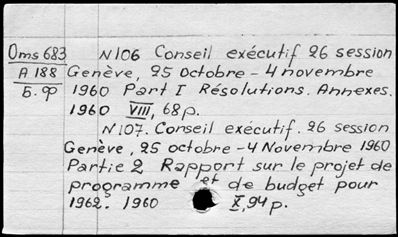 Oms 683 N106 Conseil exécutif 26 session
A 188 Genève, 25 octobre - 4 novembre
Б. ф 1960 Part I Résolutions. Annexes.
1960 VIII, 68p.
N107. Conseil exécutif. 26 session
Genève, 25 octobre - 4 Novembre 1960
Partie 2 Rapport sur le projet de
programme et de budget pour
1962. 1960 X, 94 p.